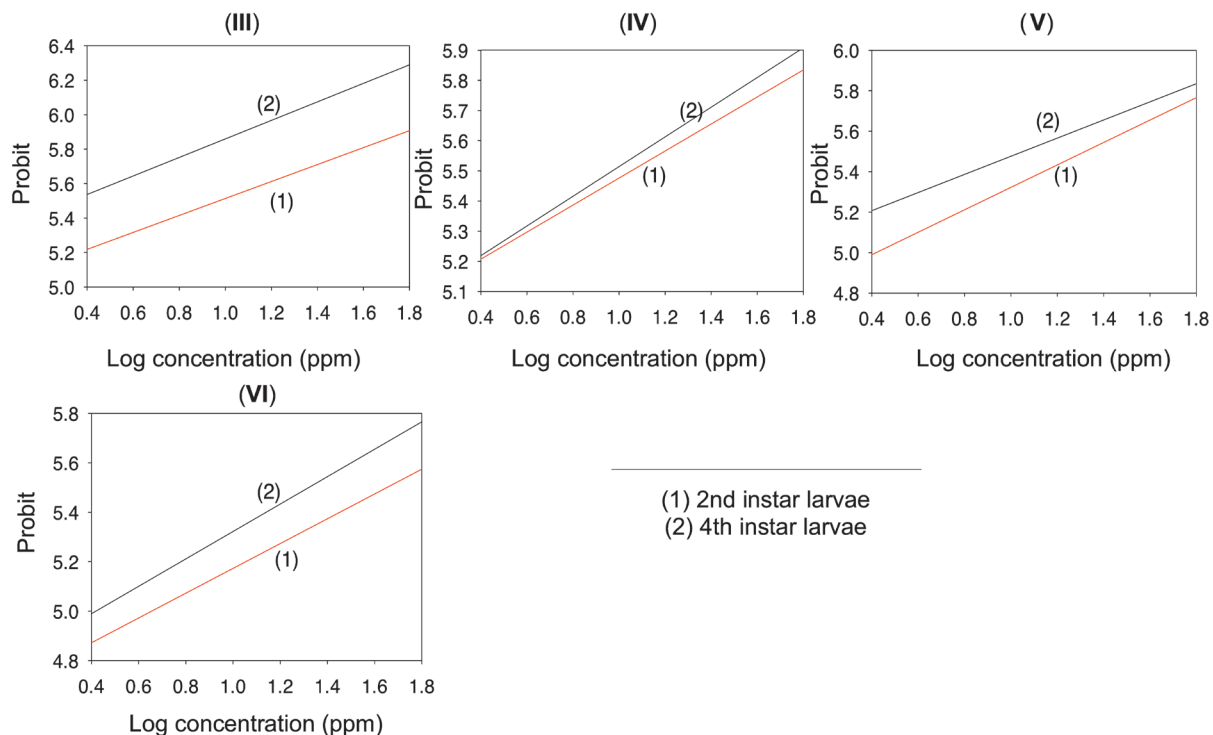 (III)
6.4
6.2
6.0
5.8
5.6
5.4
5.2
5.0
Probit
(2)
(1)
0.4 0.6 0.8 1.0 1.2 1.4 1.6 1.8
Log concentration (ppm)
(IV)
5.9
5.8
5.7
5.6
5.5
5.4
5.3
5.2
5.1
Probit
(2)
(1)
0.4 0.6 0.8 1.0 1.2 1.4 1.6 1.8
Log concentration (ppm)
(V)
6.0
5.8
5.6
5.4
5.2
5.0
4.8
Probit
(2)
(1)
0.4 0.6 0.8 1.0 1.2 1.4 1.6 1.8
Log concentration (ppm)
(VI)
5.8
5.6
5.4
5.2
5.0
4.8
Probit
(2)
(1)
0.4 0.6 0.8 1.0 1.2 1.4 1.6 1.8
Log concentration (ppm)
(1) 2nd instar larvae
(2) 4th instar larvae